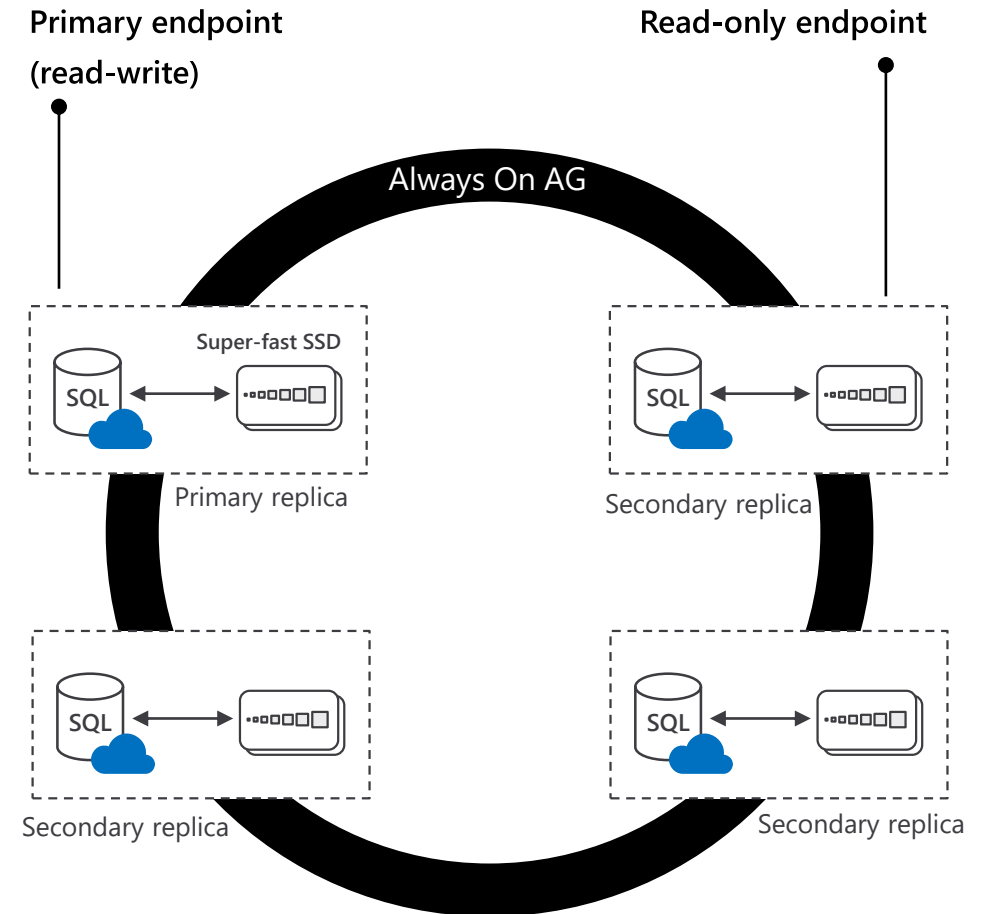 Primary endpoint
(read-write)
Read-only endpoint
Always On AG
Super-fast SSD
SQL
SQL
Primary replica
Secondary replica
SQL
SQL
Secondary replica
Secondary replica